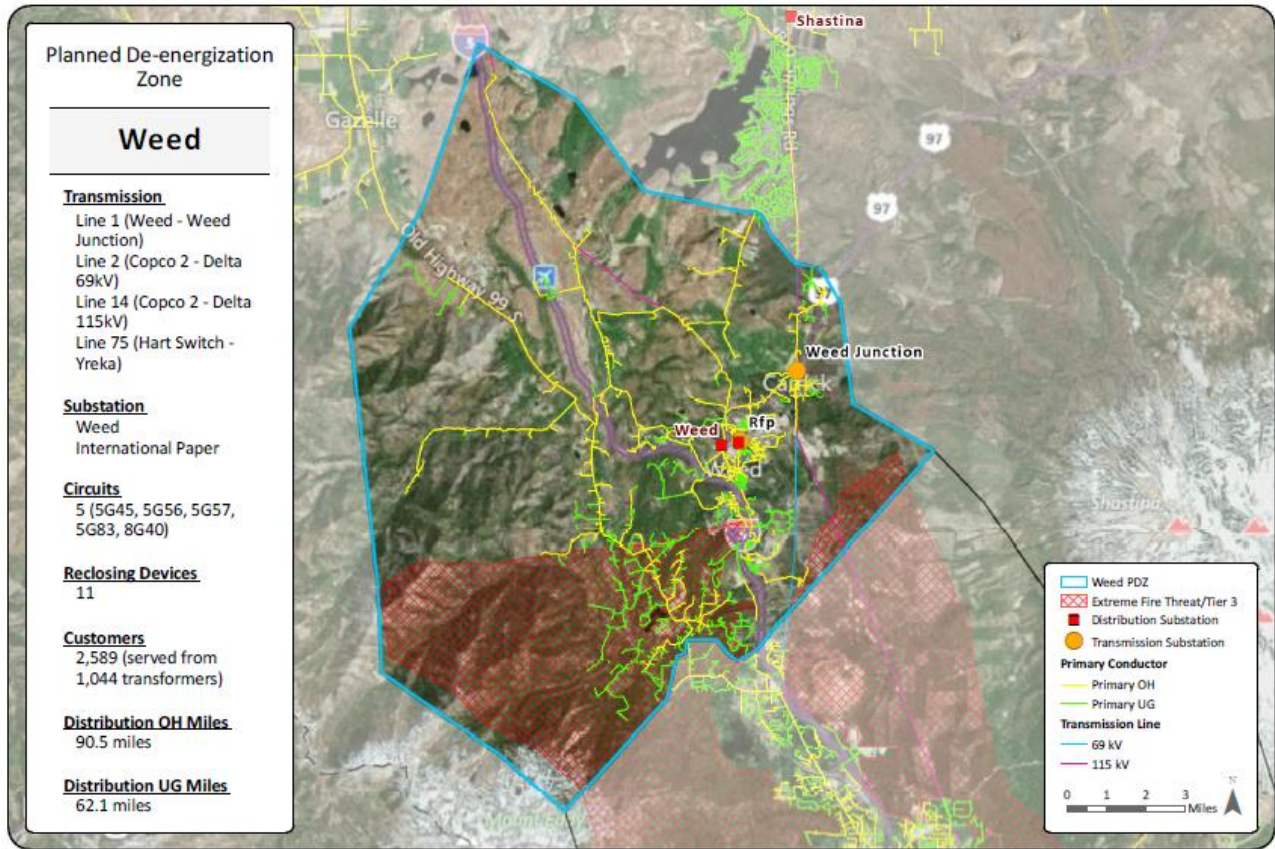 Planned De-energization
Zone
Weed
Transmission
Line 1 (Weed - Weed
Junction)
Line 2 (Copco 2 - Delta
69kV)
Line 14 (Copco 2 - Delta
115kV)
Line 75 (Hart Switch -
Yreka)
Substation
Weed
International Paper
Circuits
5 (5G45, 5G56, 5G57,
5G83, 8G40)
Reclosing Devices
11
Customers
2,589 (served from
1,044 transformers)
Distribution OH Miles
90.5 miles
Distribution UG Miles
62.1 miles
Shastina
Gazelle
97
97
Old Highway 99 S
97
Weed Junction
Carrick
Weed
Rfp
Weed
Shastina
Weed PDZ
Extreme Fire Threat/Tier 3
Distribution Substation
Transmission Substation
Primary Conductor
Primary OH
Primary UG
Transmission Line
69 kV
115 kV
0 1 2 3
Miles
N